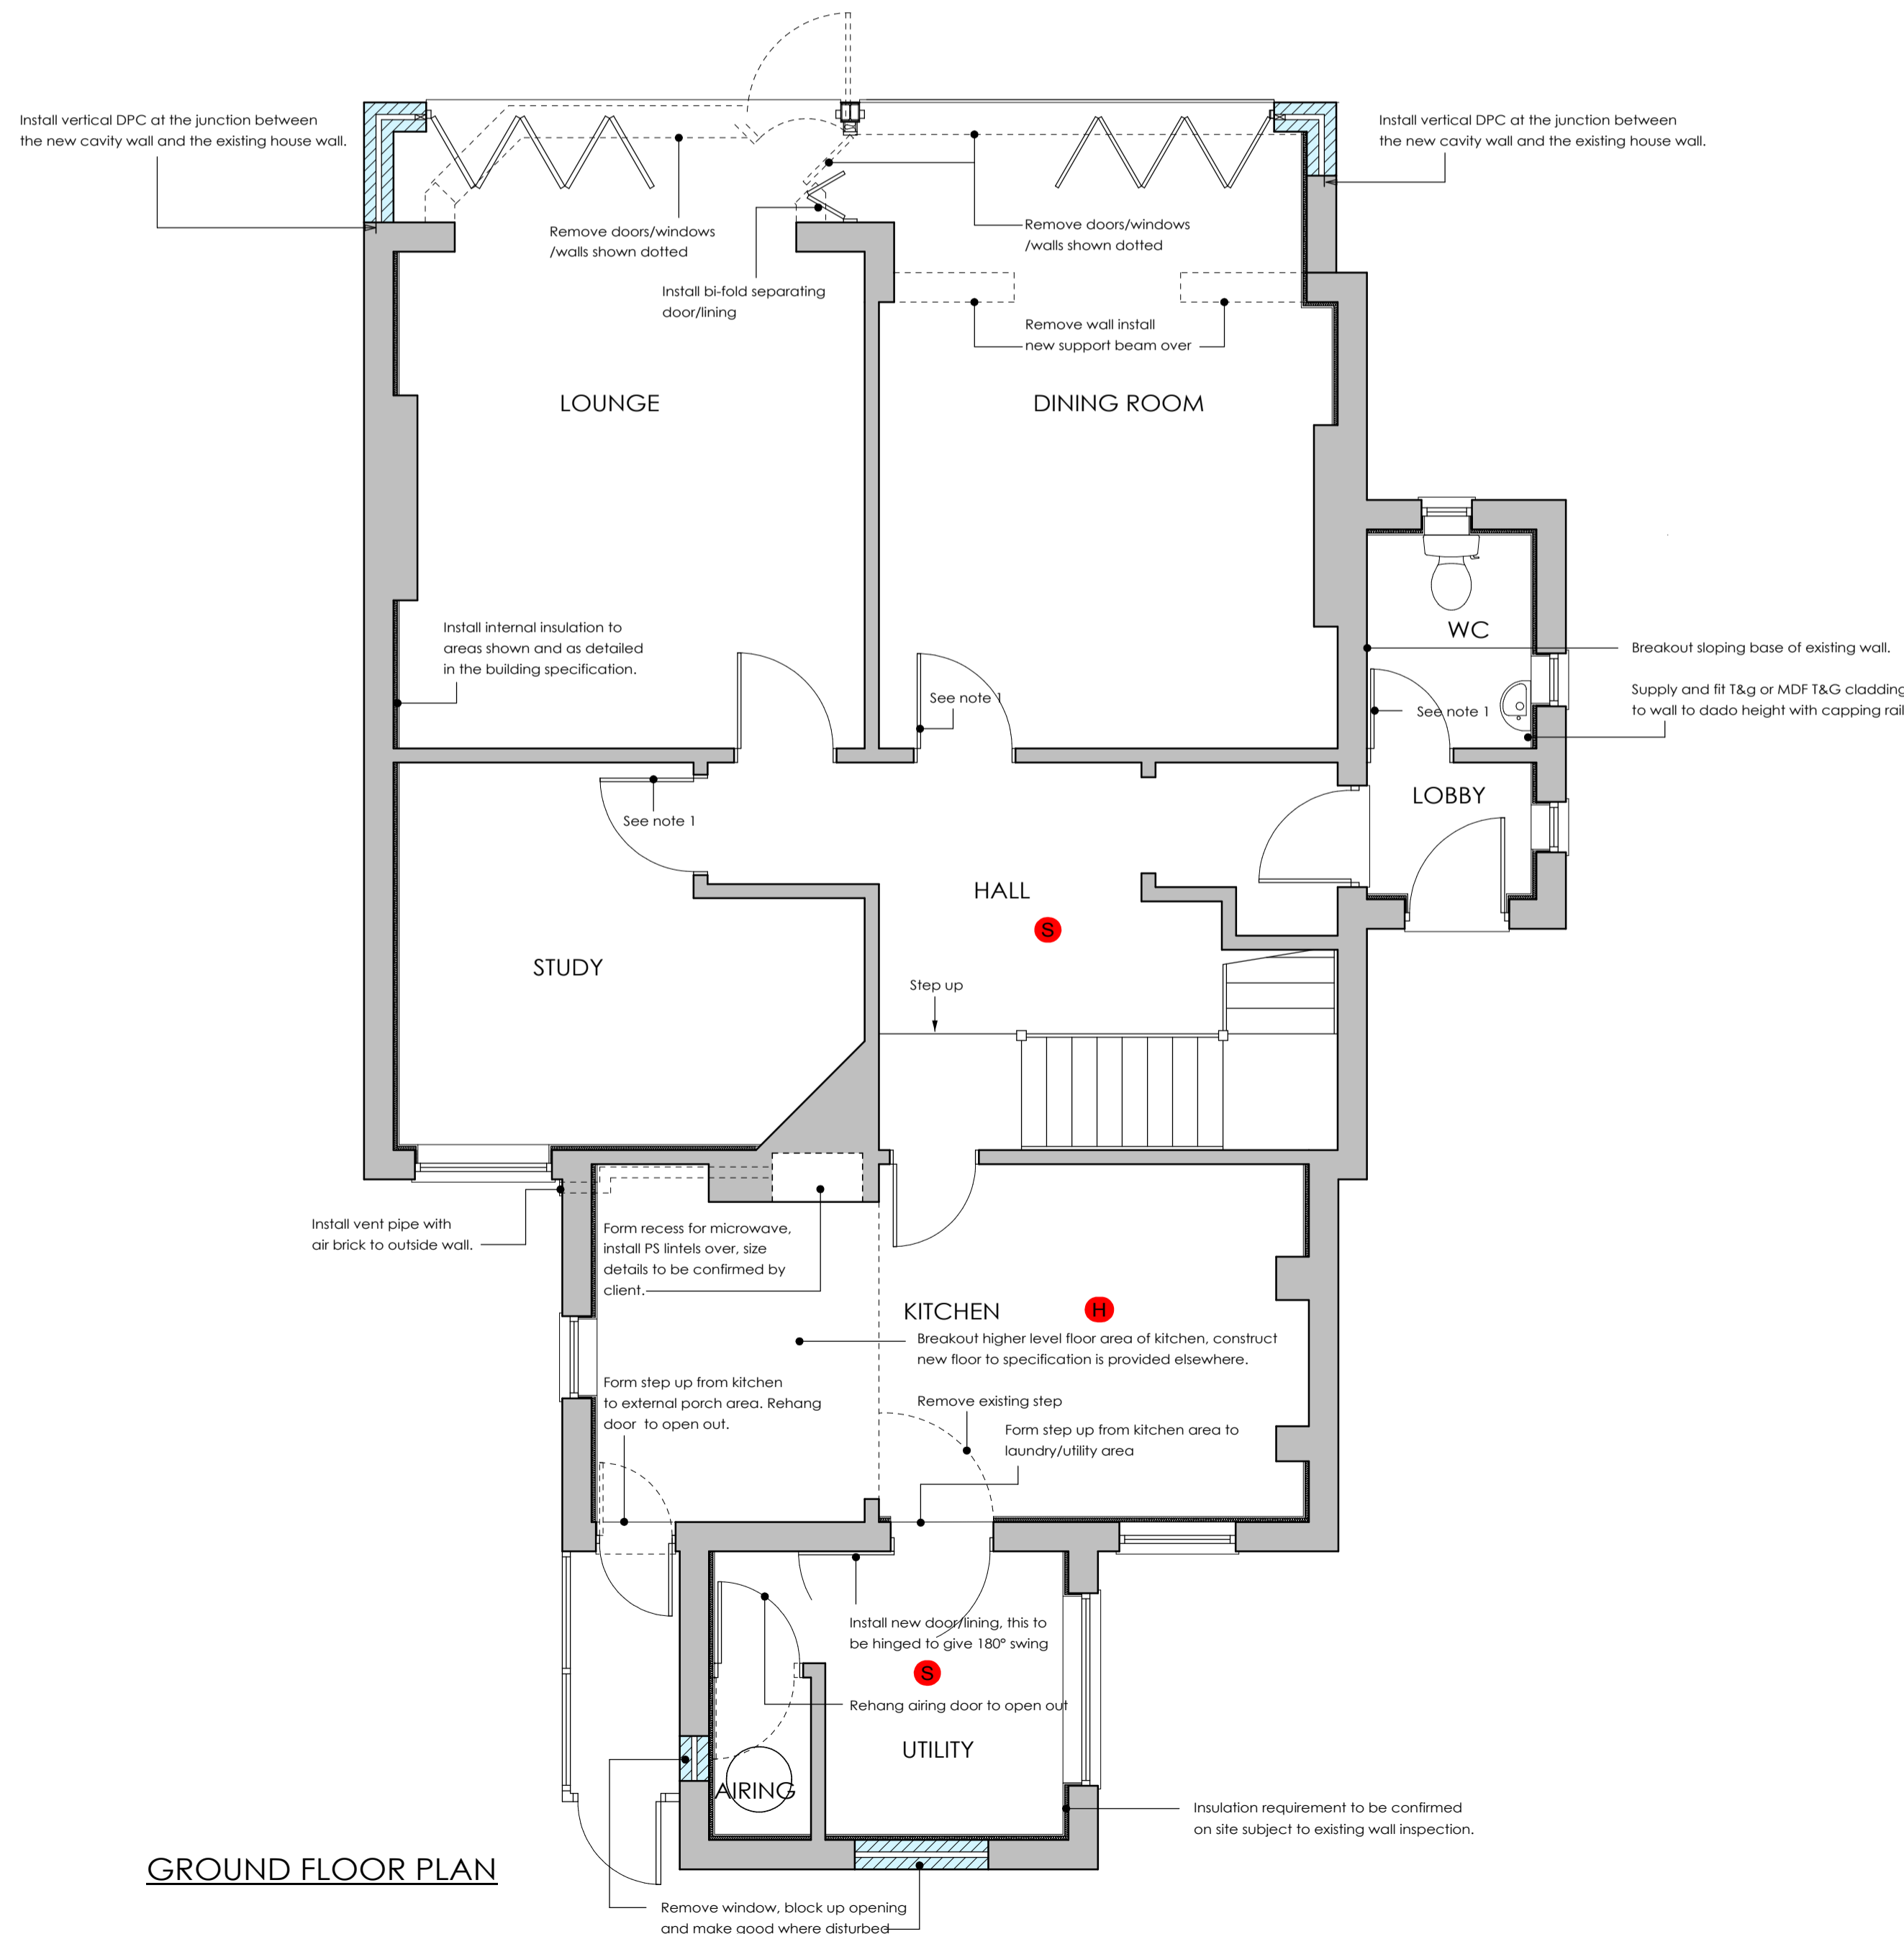 Install vertical DPC at the junction between
the new cavity wall and the existing house wall.
Install vertical DPC at the junction between
the new cavity wall and the existing house wall.
Remove doors/windows
/walls shown dotted
Remove doors/windows
/walls shown dotted
Install bi-fold separating
door/lining
Remove wall install
new support beam over
LOUNGE
DINING ROOM
Install internal insulation to
areas shown and as detailed
in the building specification.
WC
Breakout sloping base of existing wall.
Supply and fit T&g or MDF T&G cladding
to wall to dado height with capping rail
See note 1
See note 1
See note 1
LOBBY
HALL
S
STUDY
Step up
Install vent pipe with
air brick to outside wall.
Form recess for microwave,
install PS lintels over, size
details to be confirmed by
client.
KITCHEN
H
Breakout higher level floor area of kitchen, construct
new floor to specification is provided elsewhere.
Form step up from kitchen
to external porch area. Rehang
door to open out.
Remove existing step
Form step up from kitchen area to
laundry/utility area
Install new door/lining, this to
be hinged to give 180° swing
S
Rehang airing door to open out
UTILITY
AIRING
Insulation requirement to be confirmed
on site subject to existing wall inspection.
GROUND FLOOR PLAN
Remove window, block up opening
and make good where disturbed